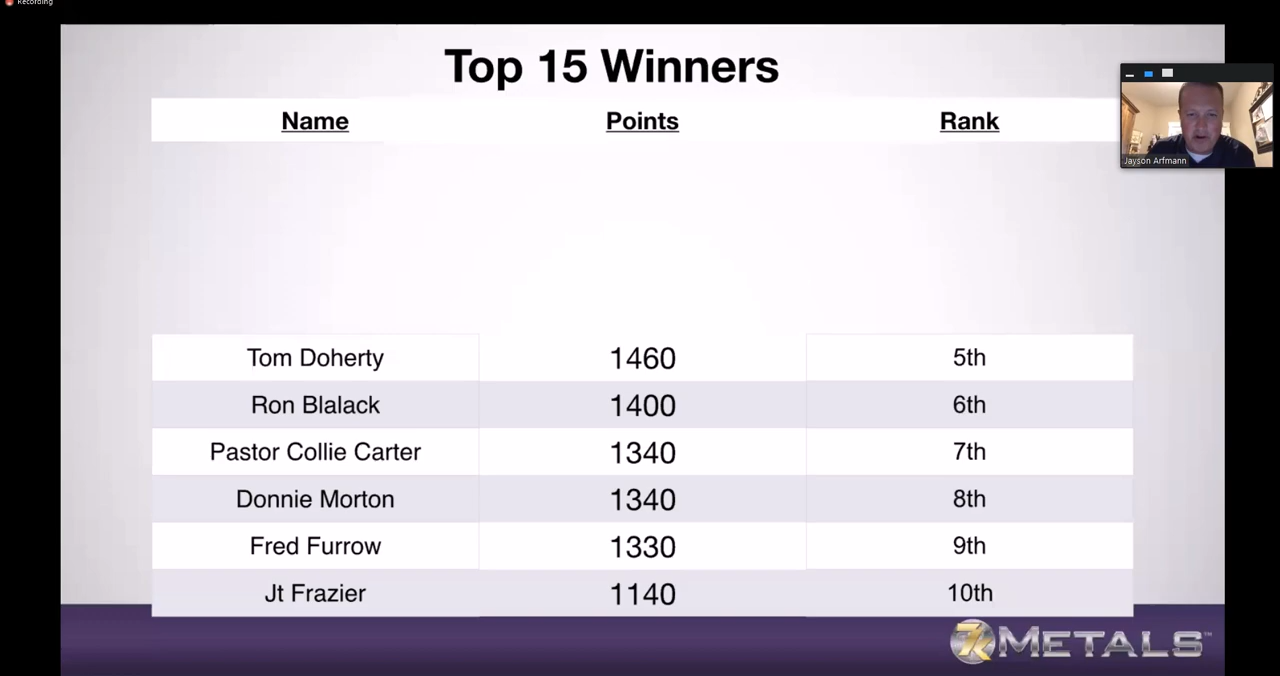 Recording
Top 15 Winners
Name Points Rank
Jayson Arfmann
Tom Doherty 1460 5th
Ron Blalack 1400 6th
Pastor Collie Carter 1340 7th
Donnie Morton 1340 8th
Fred Furrow 1330 9th
Jt Frazier 1140 10th
7k METALS™